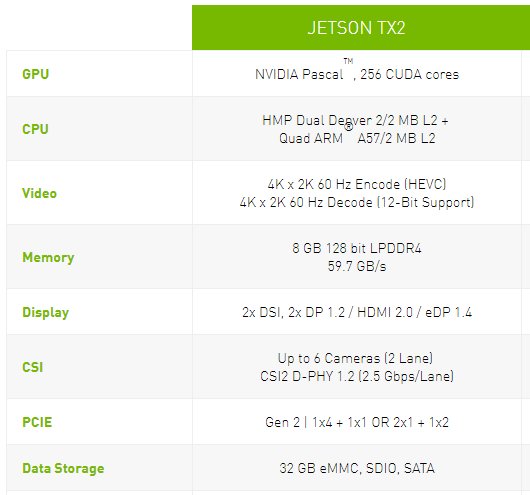 JETSON TX2
GPU
NVIDIA Pascal™, 256 CUDA cores
CPU
HMP Dual Denver 2/2 MB L2 +
Quad ARM® A57/2 MB L2
Video
4K x 2K 60 Hz Encode (HEVC)
4K x 2K 60 Hz Decode (12-Bit Support)
Memory
8 GB 128 bit LPDDR4
59.7 GB/s
Display
2x DSI, 2x DP 1.2 / HDMI 2.0 / eDP 1.4
CSI
Up to 6 Cameras (2 Lane)
CSI2 D-PHY 1.2 (2.5 Gbps/Lane)
PCIE
Gen 2 | 1x4 + 1x1 OR 2x1 + 1x2
Data Storage
32 GB eMMC, SDIO, SATA